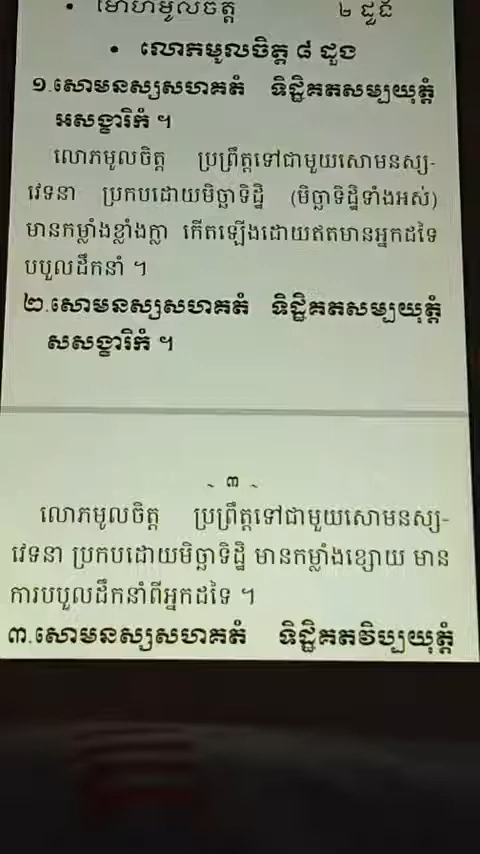 • មោហមូលចិត្ត ២ ដួង
• លោភមូលចិត្ត ៨ ដួង
១.សោមនស្សសហគតំ ទិដ្ឋិគតសម្បយុត្តំ
អសង្ខារិកំ ។
លោភមូលចិត្ត ប្រព្រឹត្តទៅជាមួយសោមនស្ស-
វេទនា ប្រកបដោយមិច្ឆាទិដ្ឋិ (មិច្ឆាទិដ្ឋិទាំងអស់)
មានកម្លាំងខ្លាំងក្លា កើតឡើងដោយឥតមានអ្នកដទៃ
បបួលដឹកនាំ ។
២.សោមនស្សសហគតំ ទិដ្ឋិគតសម្បយុត្តំ
សសង្ខារិកំ ។
~ ៣ ~
លោភមូលចិត្ត ប្រព្រឹត្តទៅជាមួយសោមនស្ស-
វេទនា ប្រកបដោយមិច្ឆាទិដ្ឋិ មានកម្លាំងខ្សោយ មាន
ការបបួលដឹកនាំពីអ្នកដទៃ ។
៣.សោមនស្សសហគតំ ទិដ្ឋិគតវិប្បយុត្តំ